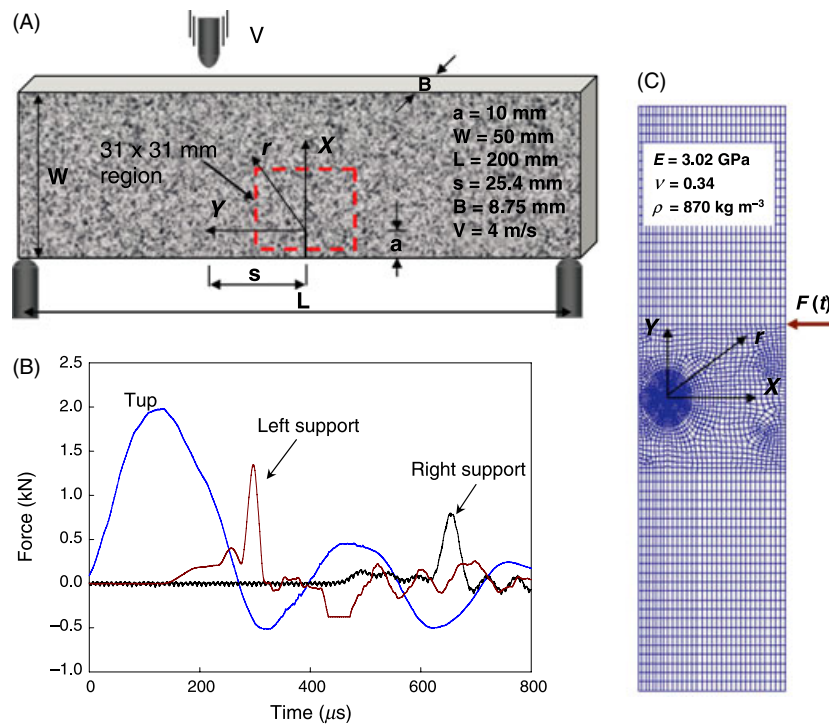 (A)
V
B
31 x 31 mm
region
r
X
Y
W
a
s
L
a = 10 mm
W = 50 mm
L = 200 mm
s = 25.4 mm
B = 8.75 mm
V = 4 m/s
(B)
Force (kN)
2.5
2.0
1.5
1.0
0.5
0.0
−0.5
−1.0
Tup
Left support
Right support
0
200
400
600
800
Time (μs)
(C)
E = 3.02 GPa
ν = 0.34
ρ = 870 kg m⁻³
F (t)
Y
r
X